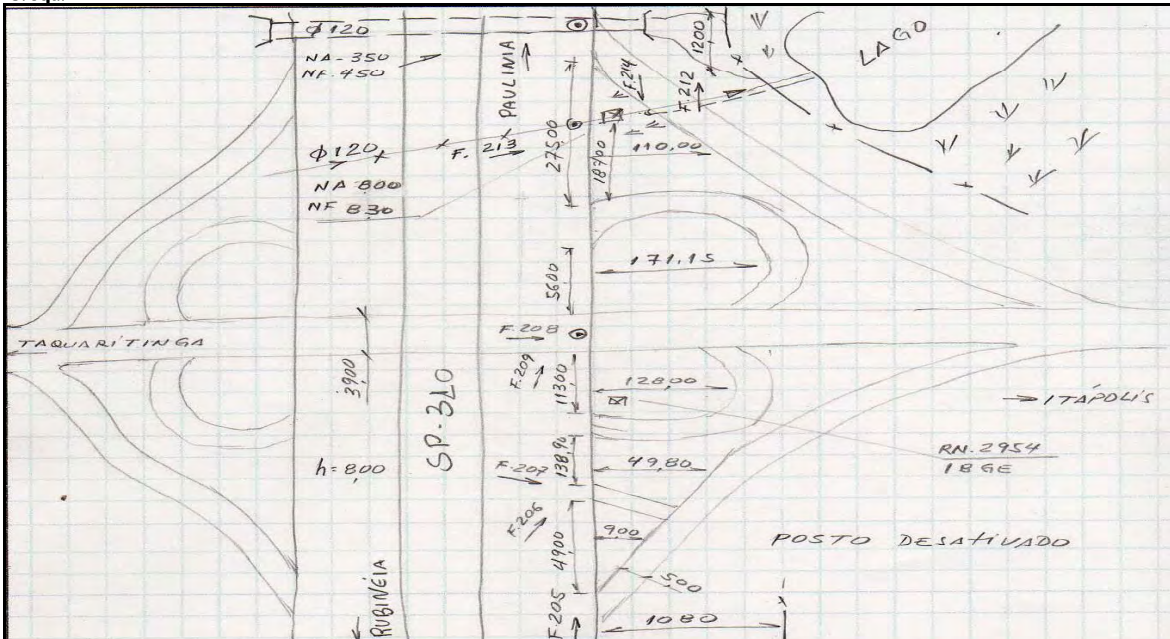 φ120
NA-350
NF.450
PAULINIA
1200
LAGO
F.214
F.212
27500
18700
φ120
F. 213
110,00
NA 800
NF 830
5600
171.15
F.208
TAQUARITINGA
3900
F.209
11300
128,00
ITÁPOLIS
SP-310
RN.2954
18GE
138,90
49,80
h=800
F.207
F.206
4900
900
POSTO DESATIVADO
500
RUBINÉIA
F.205
1080